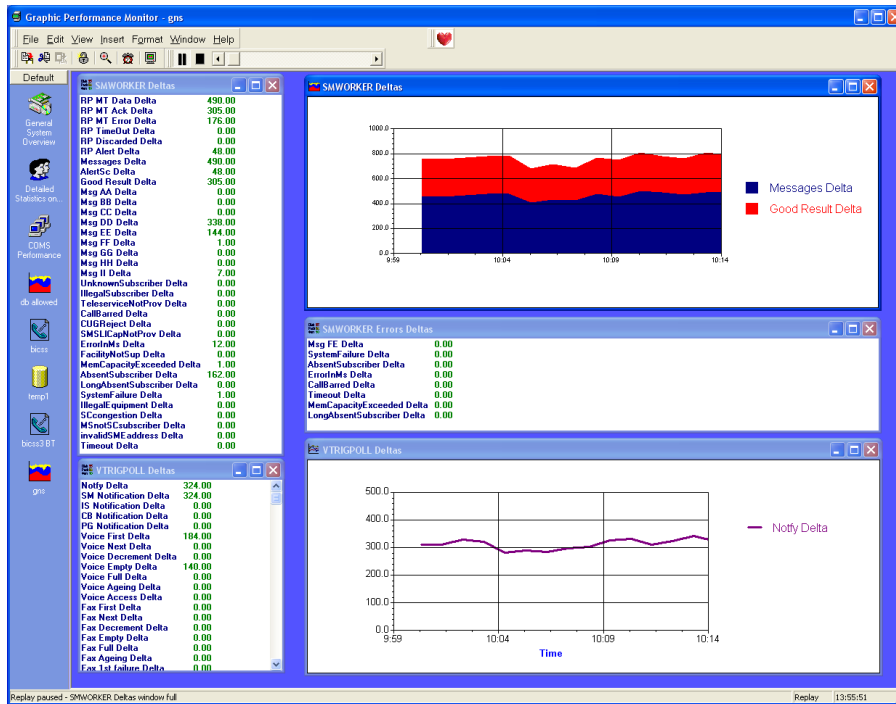 Graphic Performance Monitor - gns
File Edit View Insert Format Window Help
Default
General
System
Overview
Detailed
Statistics on...
COMS
Performance
db allowed
bicss
temp1
bicss3 BT
gns
SMWORKER Deltas
RP MT Data Delta 490.00
RP MT Ack Delta 305.00
RP MT Error Delta 176.00
RP TimeOut Delta 0.00
RP Discarded Delta 0.00
RP Alert Delta 48.00
Messages Delta 490.00
AlertSc Delta 48.00
Good Result Delta 305.00
Msg AA Delta 0.00
Msg BB Delta 0.00
Msg CC Delta 0.00
Msg DD Delta 338.00
Msg EE Delta 144.00
Msg FF Delta 1.00
Msg GG Delta 0.00
Msg HH Delta 0.00
Msg II Delta 7.00
UnknownSubscriber Delta 0.00
IllegalSubscriber Delta 0.00
TeleserviceNotProv Delta 0.00
CallBarred Delta 0.00
CUGReject Delta 0.00
SMSLICapNotProv Delta 0.00
ErrorInMs Delta 12.00
FacilityNotSup Delta 0.00
MemCapacityExceeded Delta 1.00
AbsentSubscriber Delta 162.00
LongAbsentSubscriber Delta 0.00
SystemFailure Delta 1.00
IllegalEquipment Delta 0.00
SCcongestion Delta 0.00
MSnotSCsubscriber Delta 0.00
invalidSMEaddress Delta 0.00
Timeout Delta 0.00
VTRIGPOLL Deltas
Notfy Delta 324.00
SM Notification Delta 324.00
IS Notification Delta 0.00
CB Notification Delta 0.00
PG Notification Delta 0.00
Voice First Delta 184.00
Voice Next Delta 0.00
Voice Decrement Delta 0.00
Voice Empty Delta 140.00
Voice Full Delta 0.00
Voice Ageing Delta 0.00
Voice Access Delta 0.00
Fax First Delta 0.00
Fax Next Delta 0.00
Fax Decrement Delta 0.00
Fax Empty Delta 0.00
Fax Full Delta 0.00
Fax Ageing Delta 0.00
Fax 1st failure Delta 0.00
SMWORKER Deltas
1000.0
800.0
600.0
400.0
200.0
0.0
9:59 10:04 10:09 10:14
Messages Delta
Good Result Delta
SMWORKER Errors Deltas
Msg FE Delta 0.00
SystemFailure Delta 0.00
AbsentSubscriber Delta 0.00
ErrorInMs Delta 0.00
CallBarred Delta 0.00
Timeout Delta 0.00
MemCapacityExceeded Delta 0.00
LongAbsentSubscriber Delta 0.00
VTRIGPOLL Deltas
500.0
400.0
300.0
200.0
100.0
0.0
9:59 10:04 10:09 10:14
Time
Notfy Delta
Replay paused - SMWORKER Deltas window full Replay 13:55:51